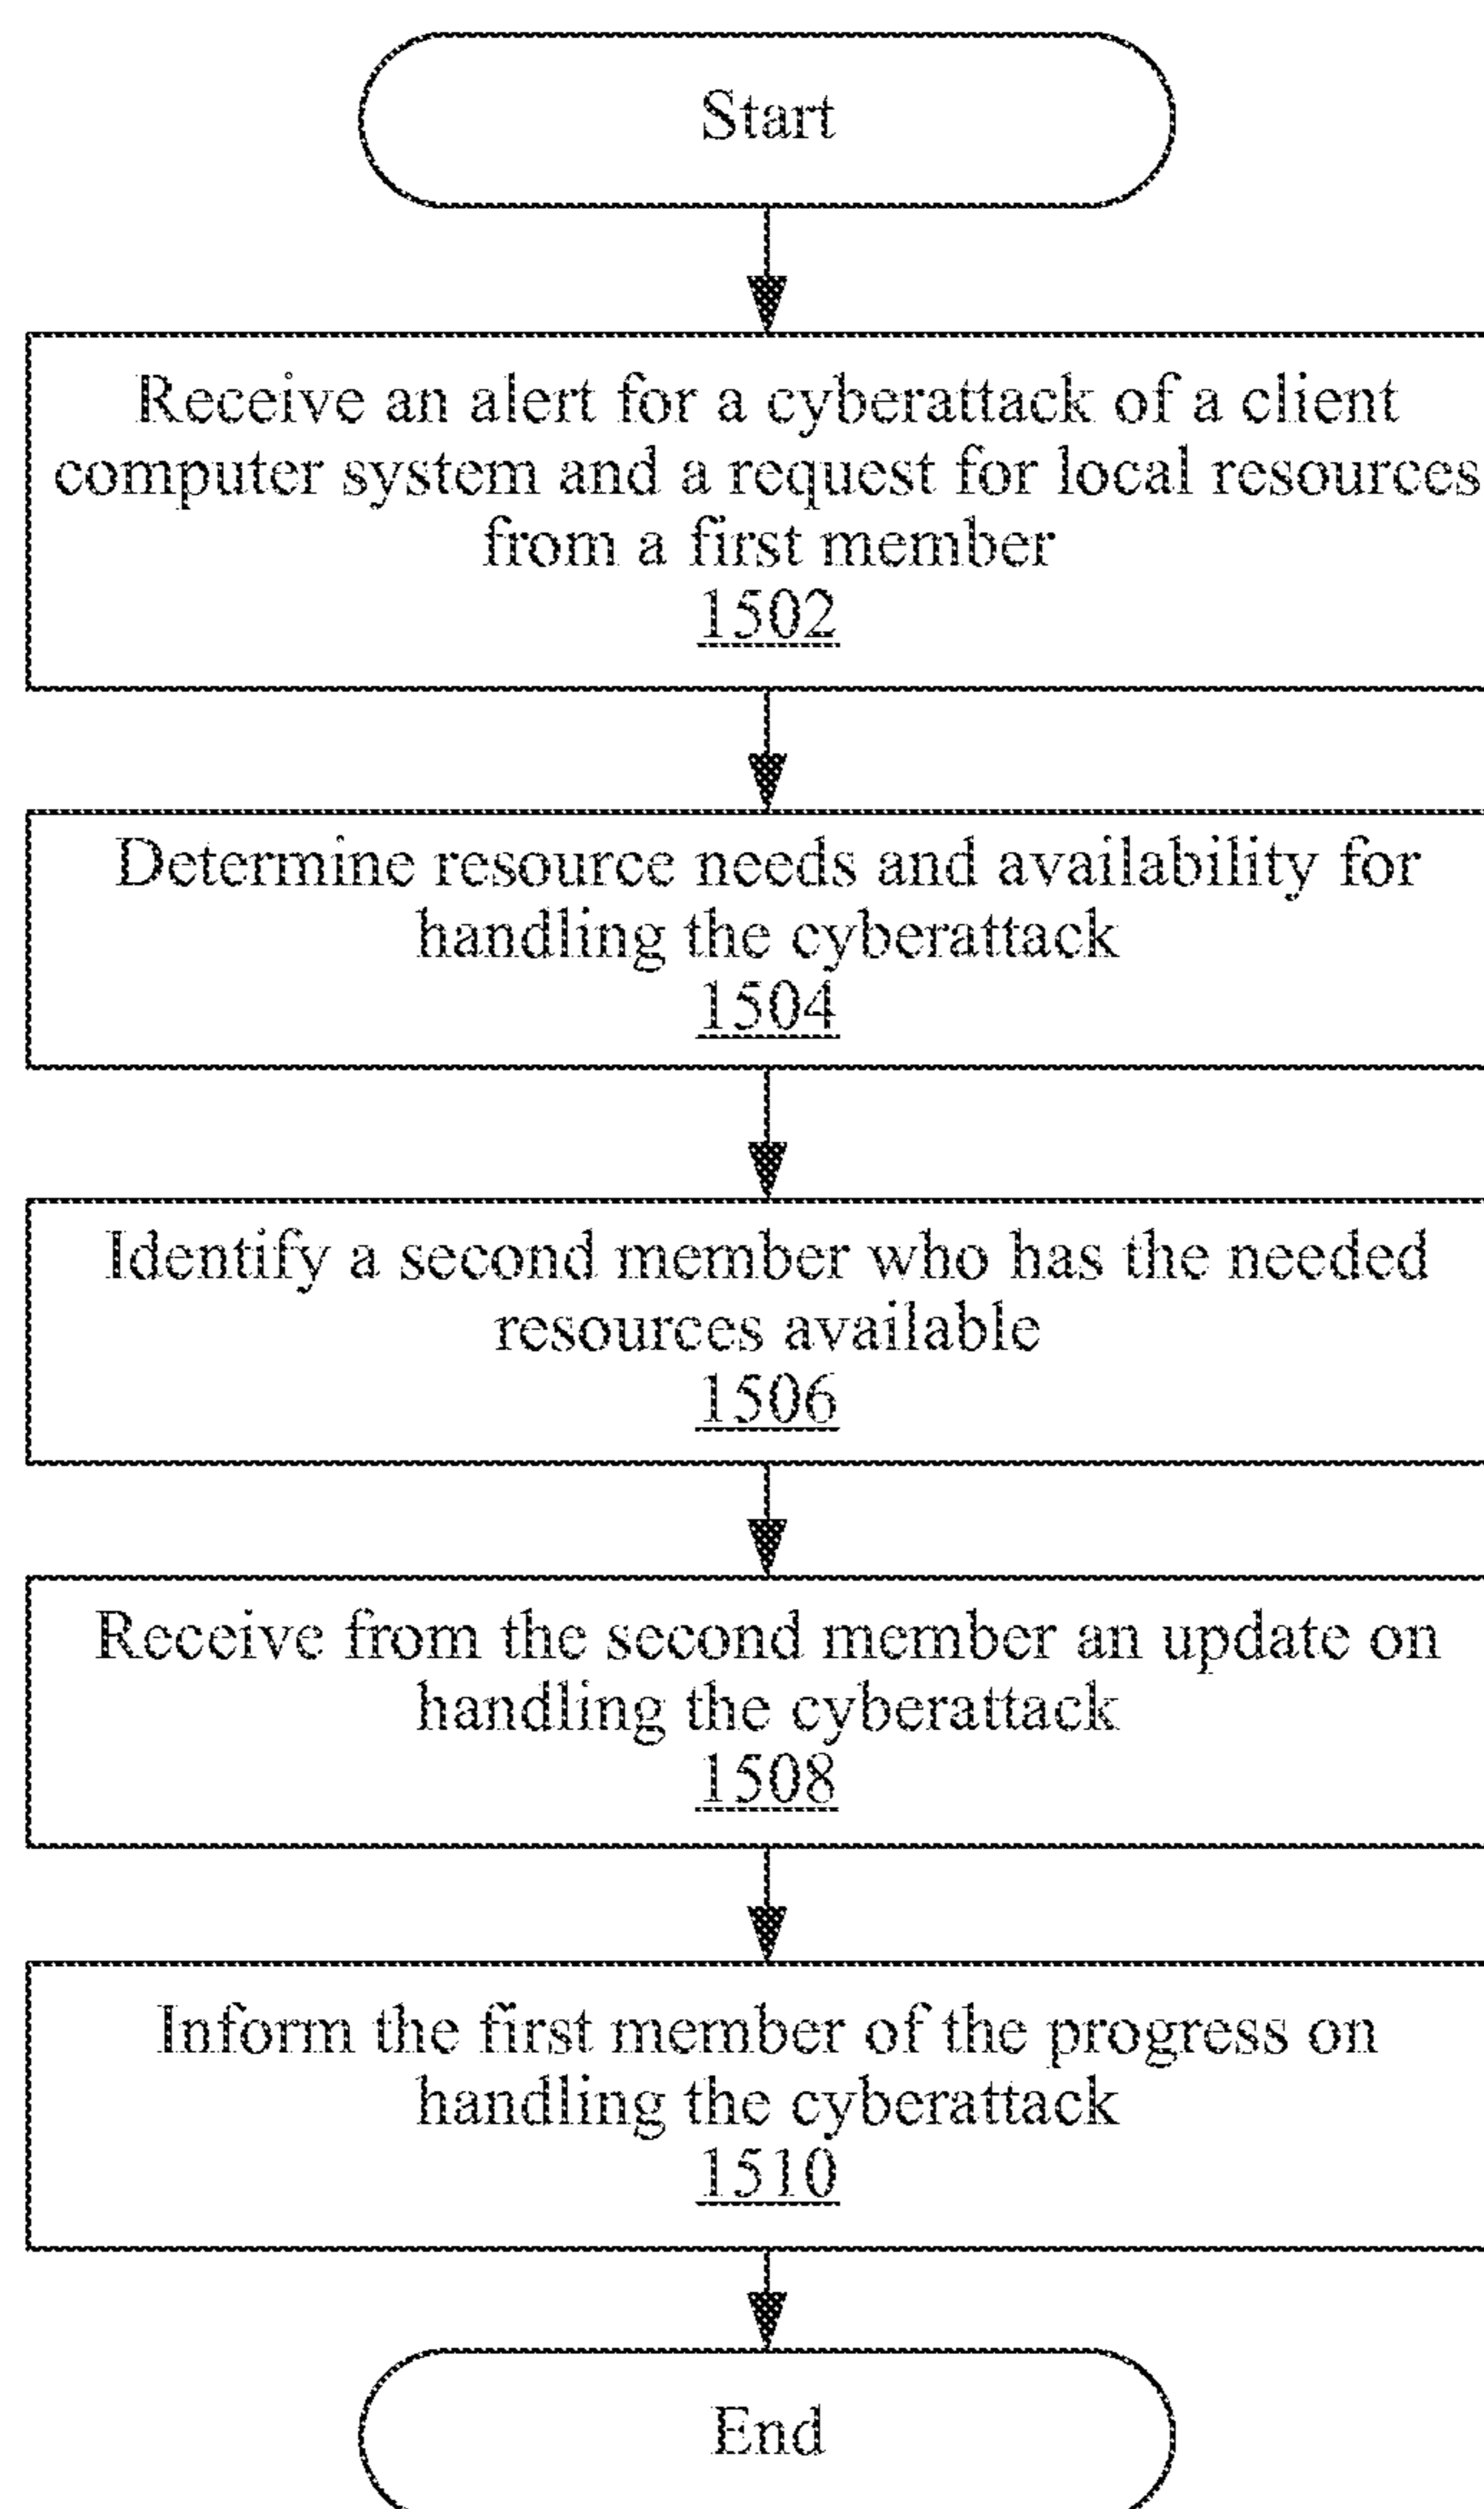 Start
Receive an alert for a cyberattack of a client
computer system and a request for local resources
from a first member
1502
Determine resource needs and availability for
handling the cyberattack
1504
Identify a second member who has the needed
resources available
1506
Receive from the second member an update on
handling the cyberattack
1508
Inform the first member of the progress on
handling the cyberattack
1510
End